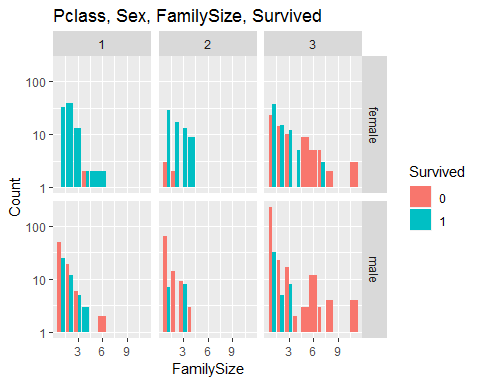 Pclass, Sex, FamilySize, Survived
1 2 3
100
10
1
female
100
10
1
male
3 6 9 3 6 9 3 6 9
FamilySize
Count
Survived
0
1